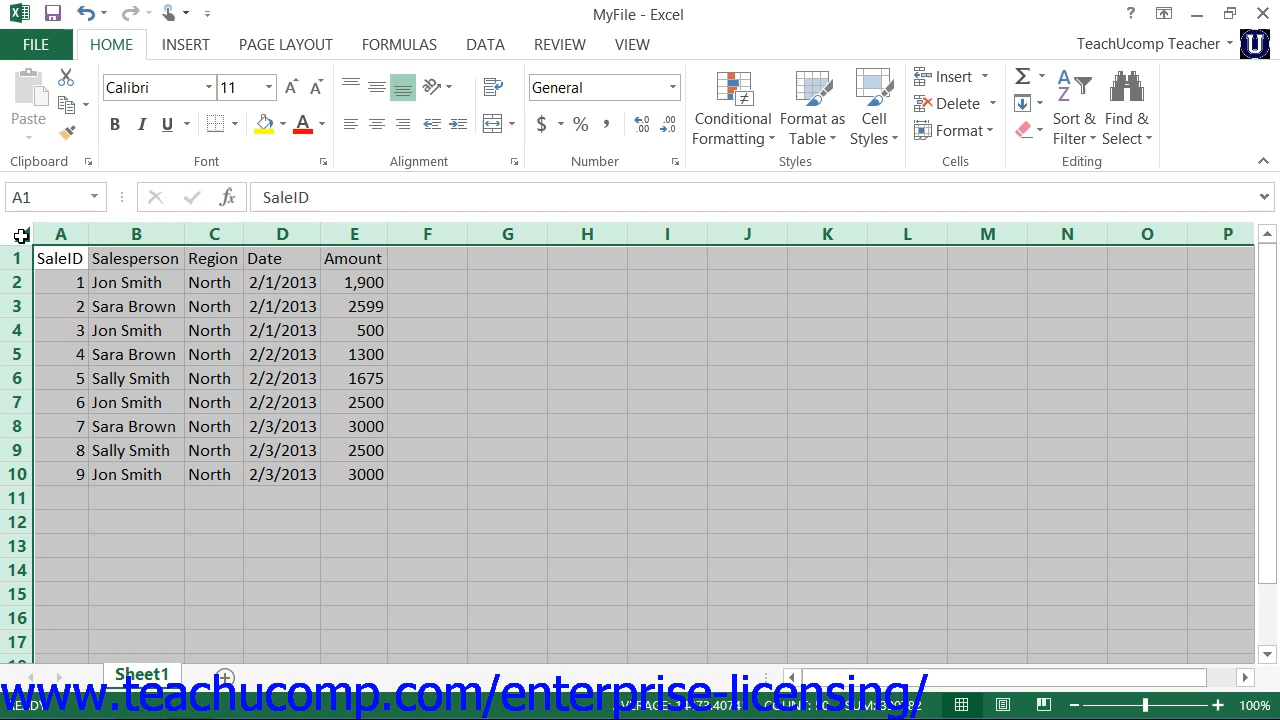 MyFile - Excel
?
FILE HOME INSERT PAGE LAYOUT FORMULAS DATA REVIEW VIEW TeachUcomp Teacher U
Paste
Calibri 11 A A
B I U A
General
$ % , .0 .00 .00 .0
Conditional Formatting
Format as Table
Cell Styles
Insert
Delete
Format
Σ
A Z
Sort & Filter
Find & Select
Clipboard Font Alignment Number Styles Cells Editing
A1 fx SaleID
A B C D E F G H I J K L M N O P
1 SaleID Salesperson Region Date Amount
2 1 Jon Smith North 2/1/2013 1,900
3 2 Sara Brown North 2/1/2013 2599
4 3 Jon Smith North 2/1/2013 500
5 4 Sara Brown North 2/2/2013 1300
6 5 Sally Smith North 2/2/2013 1675
7 6 Jon Smith North 2/2/2013 2500
8 7 Sara Brown North 2/3/2013 3000
9 8 Sally Smith North 2/3/2013 2500
10 9 Jon Smith North 2/3/2013 3000
11
12
13
14
15
16
17
18
Sheet1
www.teachucomp.com/enterprise-licensing/
READY 100%